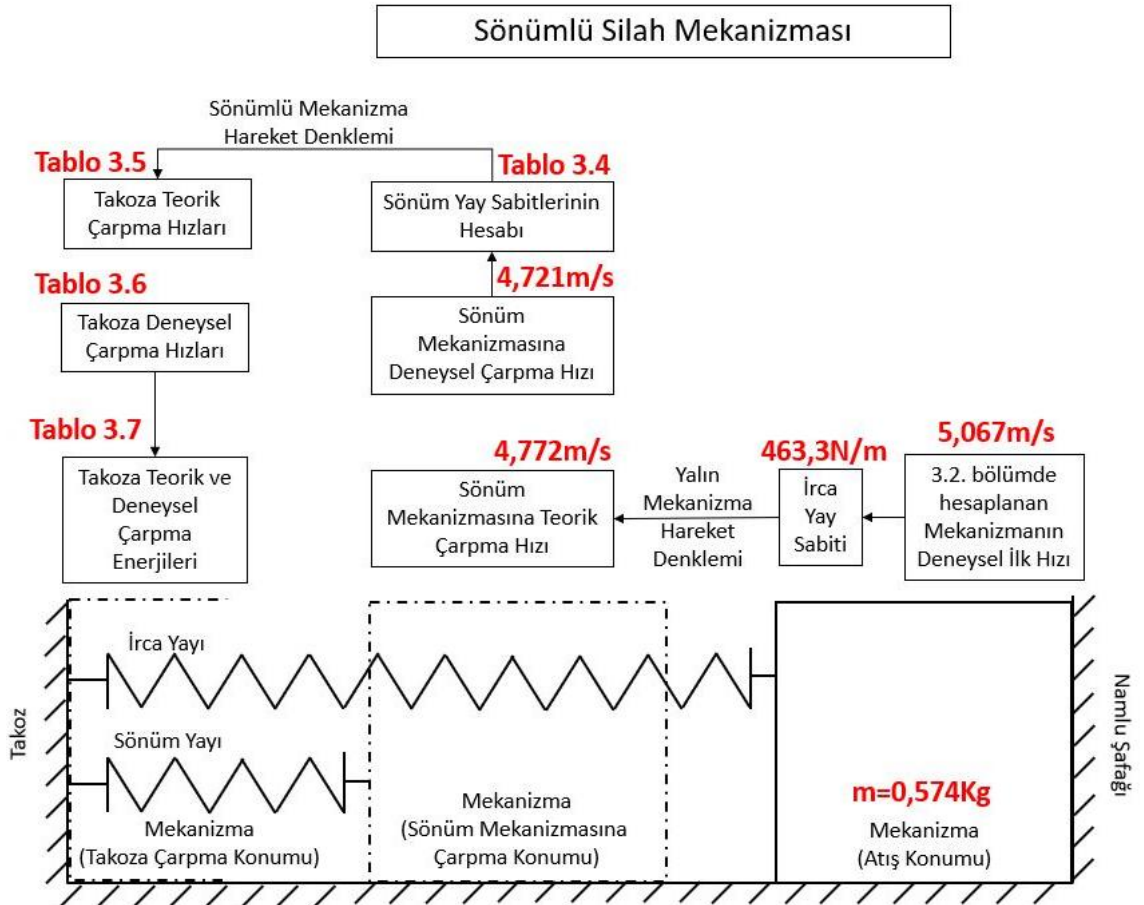 Sönümlü Silah Mekanizması
Sönümlü Mekanizma
Hareket Denklemi
Tablo 3.5
Takoza Teorik
Çarpma Hızları
Tablo 3.4
Sönüm Yay Sabitlerinin
Hesabı
Tablo 3.6
Takoza Deneysel
Çarpma Hızları
4,721m/s
Sönüm
Mekanizmasına
Deneysel Çarpma Hızı
Tablo 3.7
Takoza Teorik ve
Deneysel
Çarpma
Enerjileri
4,772m/s
Sönüm
Mekanizmasına Teorik
Çarpma Hızı
Yalın
Mekanizma
Hareket
Denklemi
463,3N/m
İrca
Yay
Sabiti
5,067m/s
3.2. bölümde
hesaplanan
Mekanizmanın
Deneysel İlk Hızı
Takoz
İrca Yayı
Sönüm Yayı
Mekanizma
(Takoza Çarpma Konumu)
Mekanizma
(Sönüm Mekanizmasına
Çarpma Konumu)
m=0,574Kg
Mekanizma
(Atış Konumu)
Namlu Şafağı